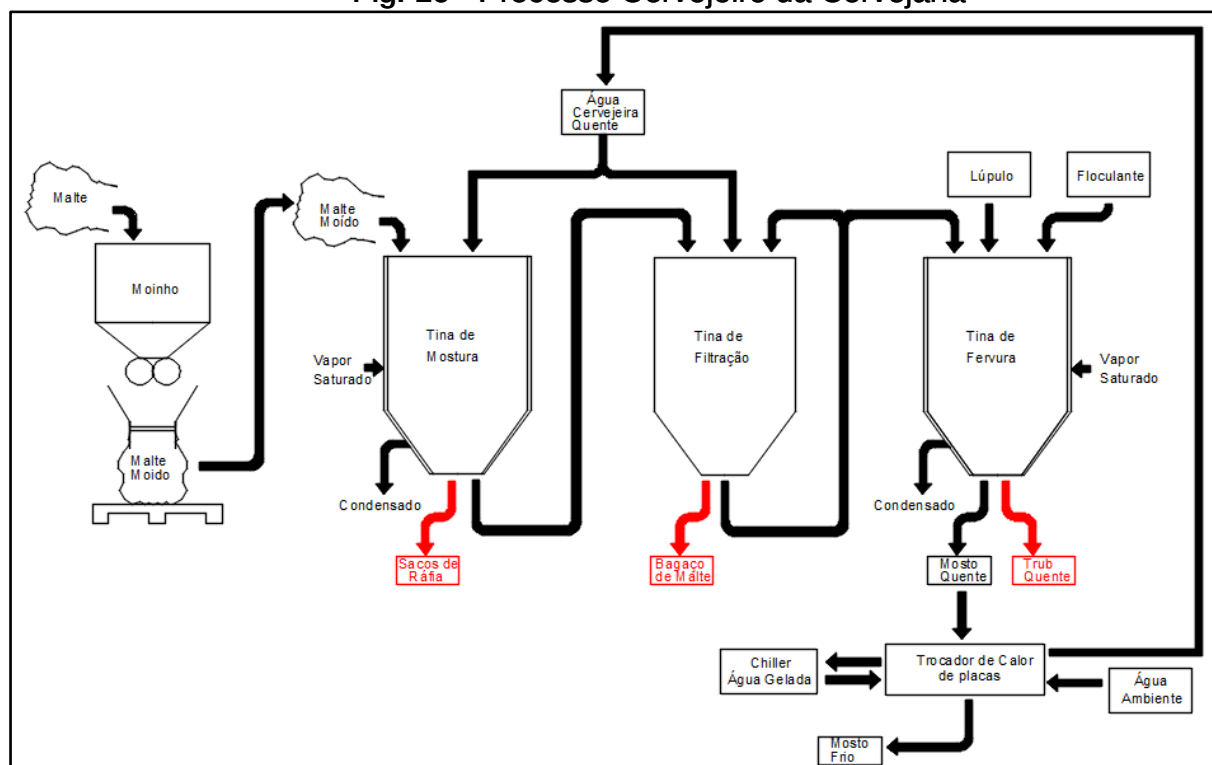 Fig. - Processo Cervejeiro da Cervejaria
Água
Cervejeira
Quente
Lúpulo
Floculante
Malte
Malte
Moído
Moinho
Tina de
Mostura
Tina de
Filtração
Tina de
Fervura
Vapor
Saturado
Vapor
Saturado
Malte
Moido
Condensado
Condensado
Sacos de
Ráfia
Bagaço
de Malte
Mosto
Quente
Trub
Quente
Chiller
Água Gelada
Trocador de Calor
de placas
Água
Ambiente
Mosto
Frio